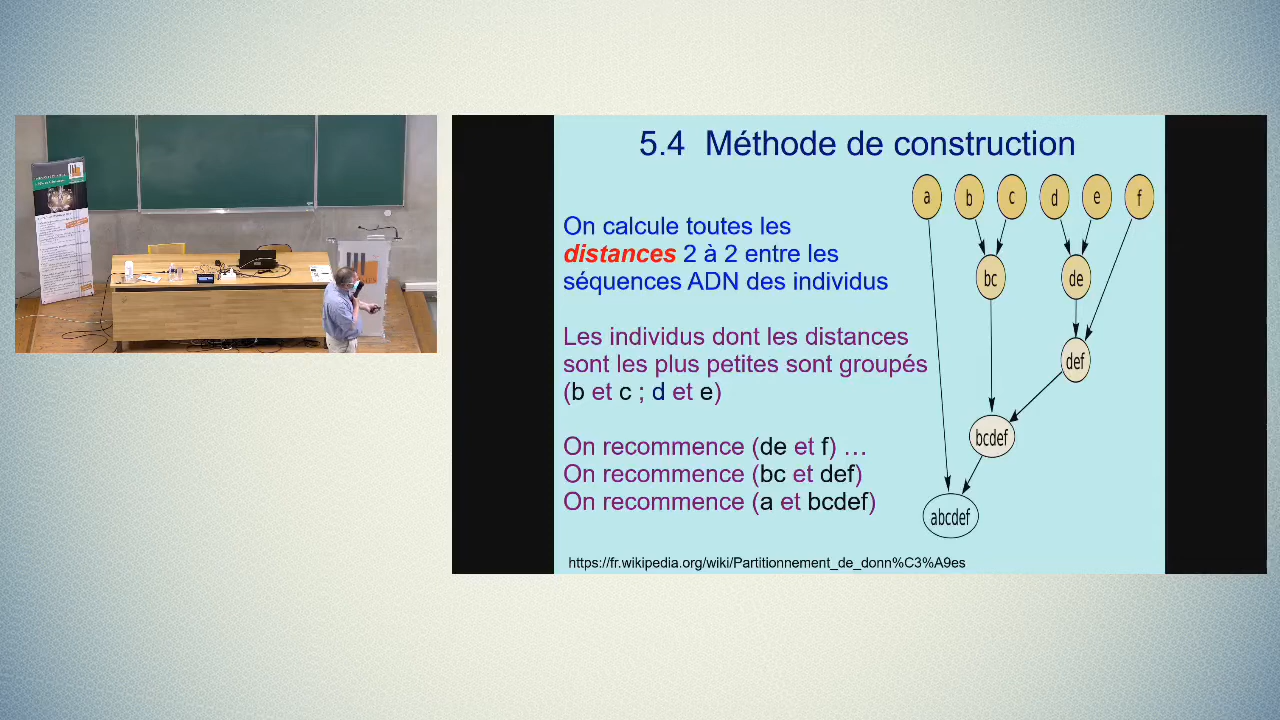 5.4 Méthode de construction
a b c d e f
On calcule toutes les
distances 2 à 2 entre les
séquences ADN des individus
bc de
Les individus dont les distances
sont les plus petites sont groupés
(b et c ; d et e)
def
On recommence (de et f) …
On recommence (bc et def)
On recommence (a et bcdef)
bcdef
abcdef
https://fr.wikipedia.org/wiki/Partitionnement_de_donn%C3%A9es